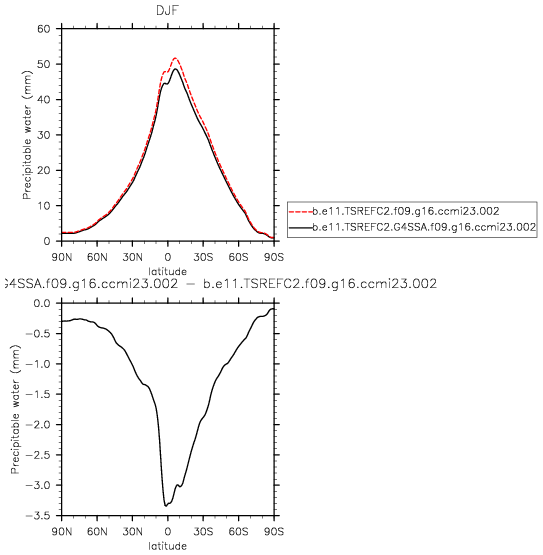 DJF
60
50
40
30
20
10
0
Precipitable water (mm)
90N 60N 30N 0 30S 60S 90S
latitude
b.e11.TSREFC2.f09.g16.ccmi23.002
b.e11.TSREFC2.G4SSA.f09.g16.ccmi23.002
G4SSA.f09.g16.ccmi23.002 − b.e11.TSREFC2.f09.g16.ccmi23.002
0.0
−0.5
−1.0
−1.5
−2.0
−2.5
−3.0
−3.5
Precipitable water (mm)
90N 60N 30N 0 30S 60S 90S
latitude